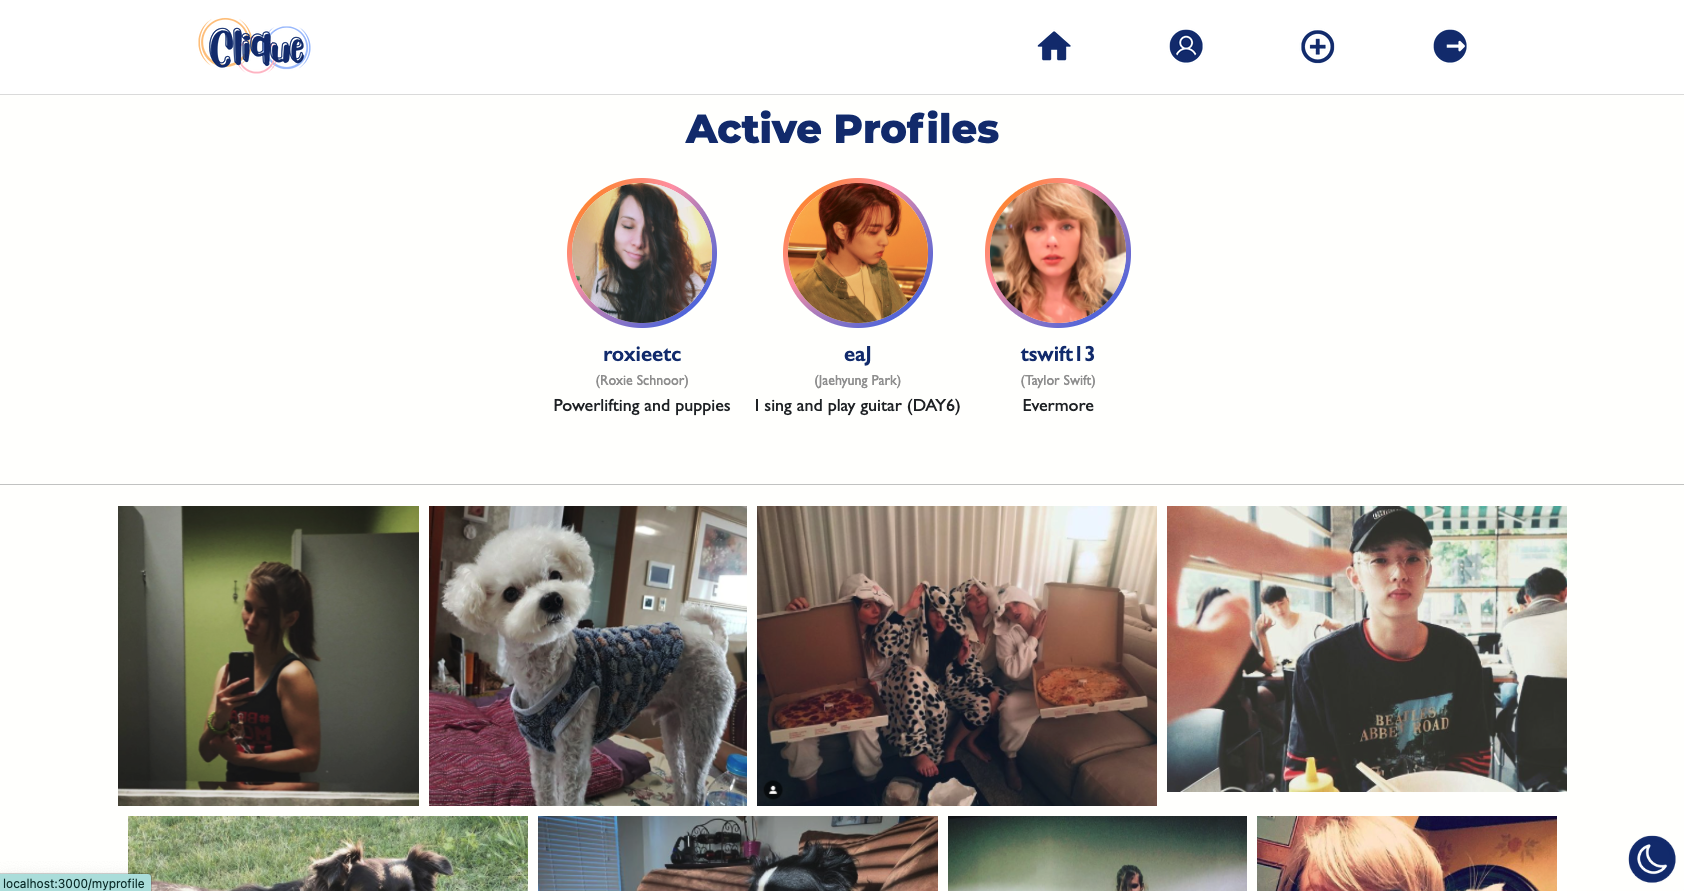 Clique
Active Profiles
roxieetc
(Roxie Schnoor)
Powerlifting and puppies
eaJ
(Jaehyung Park)
I sing and play guitar (DAY6)
tswift13
(Taylor Swift)
Evermore
BEATLES
ABBEY ROAD
localhost:3000/myprofile